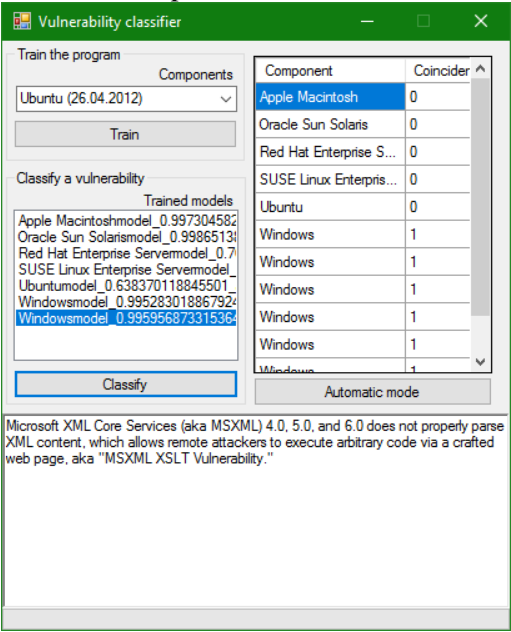 Vulnerability classifier
Train the program
Components
Ubuntu (26.04.2012)
Train
Classify a vulnerability
Trained models
Apple Macintoshmodel_0.997304582
Oracle Sun Solarismodel_0.9986513
Red Hat Enterprise Servermodel_0.7
SUSE Linux Enterprise Servermodel_
Ubuntumodel_0.638370118845501_
Windowsmodel_0.995283018867924
Windowsmodel_0.995956873315364
Classify
Component Coincider
Apple Macintosh 0
Oracle Sun Solaris 0
Red Hat Enterprise S... 0
SUSE Linux Enterpris... 0
Ubuntu 0
Windows 1
Windows 1
Windows 1
Windows 1
Windows 1
Windows 1
Automatic mode
Microsoft XML Core Services (aka MSXML) 4.0, 5.0, and 6.0 does not properly parse
XML content, which allows remote attackers to execute arbitrary code via a crafted
web page, aka "MSXML XSLT Vulnerability."